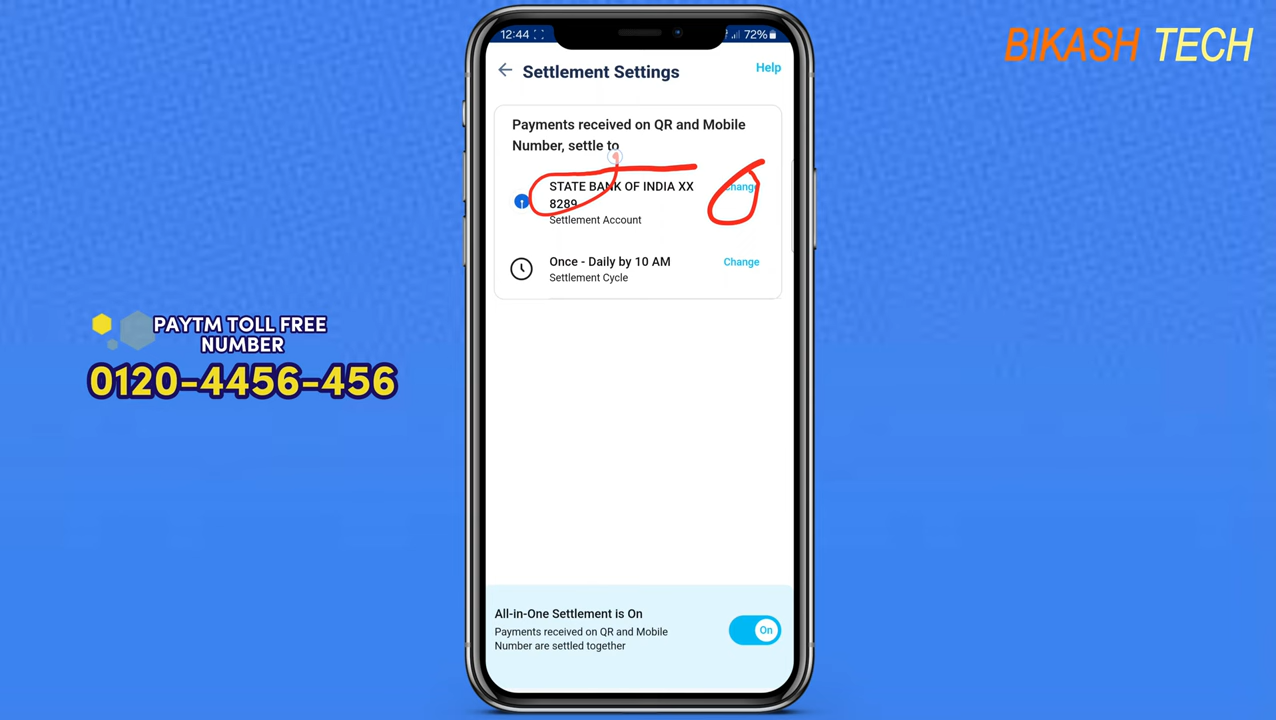 BIKASH TECH
12:44
72%
Settlement Settings
Help
Payments received on QR and Mobile
Number, settle to
STATE BANK OF INDIA XX
8289
Change
Settlement Account
Once - Daily by 10 AM
Change
Settlement Cycle
PAYTM TOLL FREE
NUMBER
0120-4456-456
All-in-One Settlement is On
Payments received on QR and Mobile
Number are settled together
On